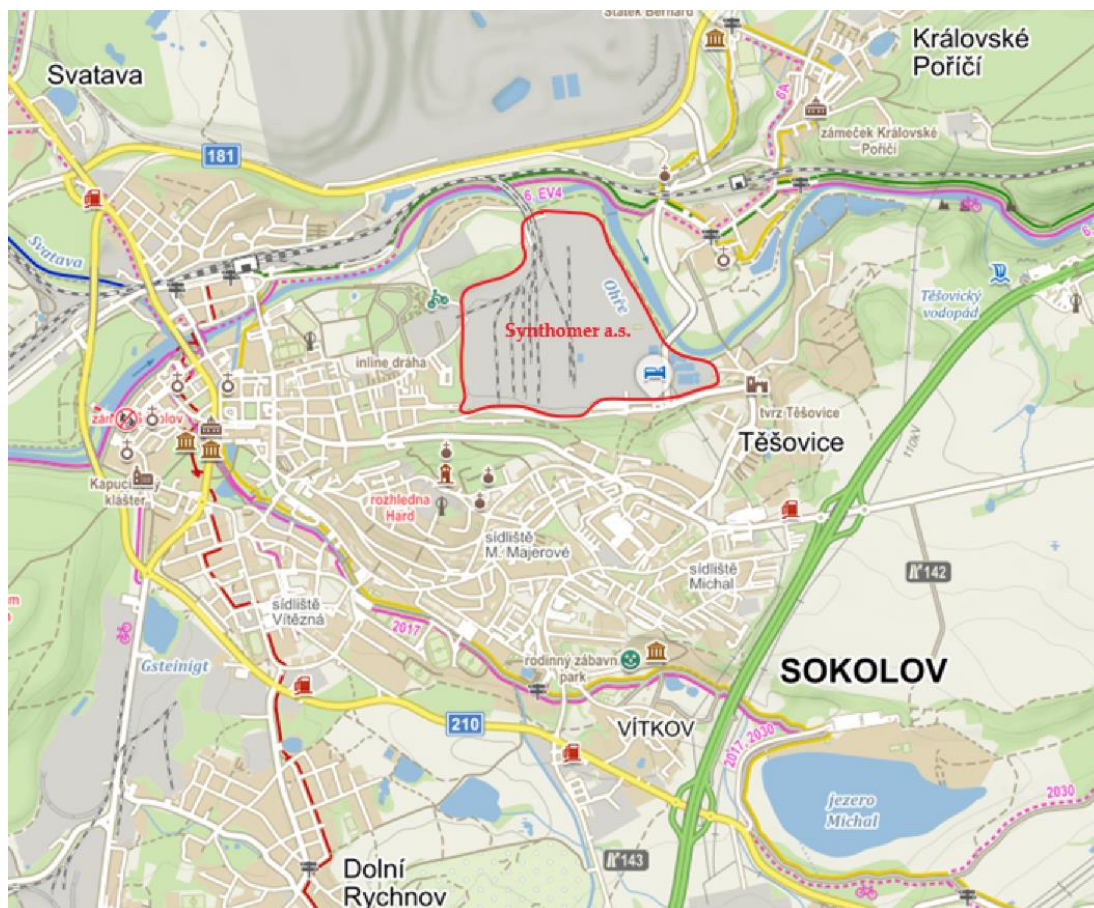 Statek Bernard
Královské
Poříčí
Svatava
6A
zámeček Královské
Poříčí
181
6, EV4
Svatava
Ohře
Těšovický
vodopád
Synthomer a.s.
inline dráha
tvrz Těšovice
Těšovice
110kV
Kapucínský
klášter
rozhledna
Hard
sídliště
M. Majerové
sídliště
Michal
142
sídliště
Vítězná
2017
Gsteinigt
rodinný zábavní
park
SOKOLOV
210
VÍTKOV
2017, 2030
2030
jezero
Michal
143
Dolní
Rychnov